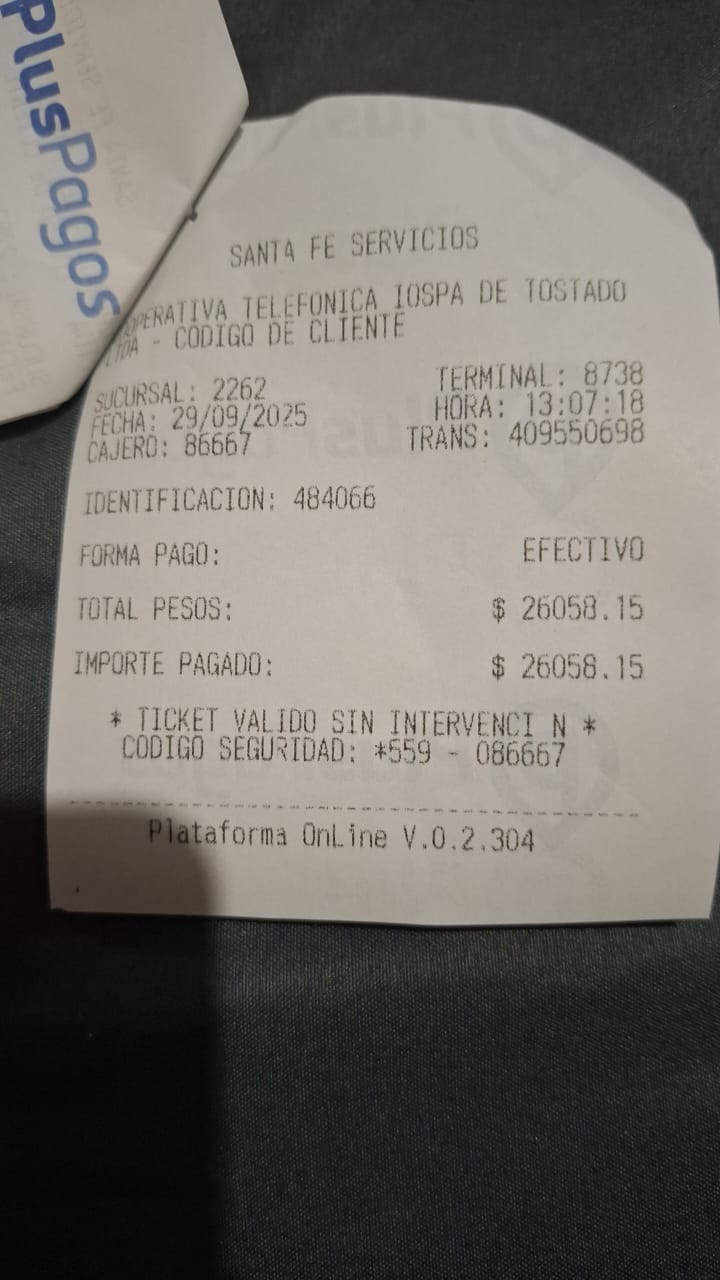 PlusPagos
SANTA FE SERVICIOS
OPERATIVA TELEFONICA IOSPA DE TOSTADO
LTDA - CODIGO DE CLIENTE
SUCURSAL: 2262 TERMINAL: 8738
FECHA: 29/09/2025 HORA: 13:07:18
CAJERO: 86667 TRANS: 409550698
IDENTIFICACION: 484066
FORMA PAGO: EFECTIVO
TOTAL PESOS: $ 26058.15
IMPORTE PAGADO: $ 26058.15
* TICKET VALIDO SIN INTERVENCI N *
CODIGO SEGURIDAD: *559 - 086667
Plataforma OnLine V.0.2.304